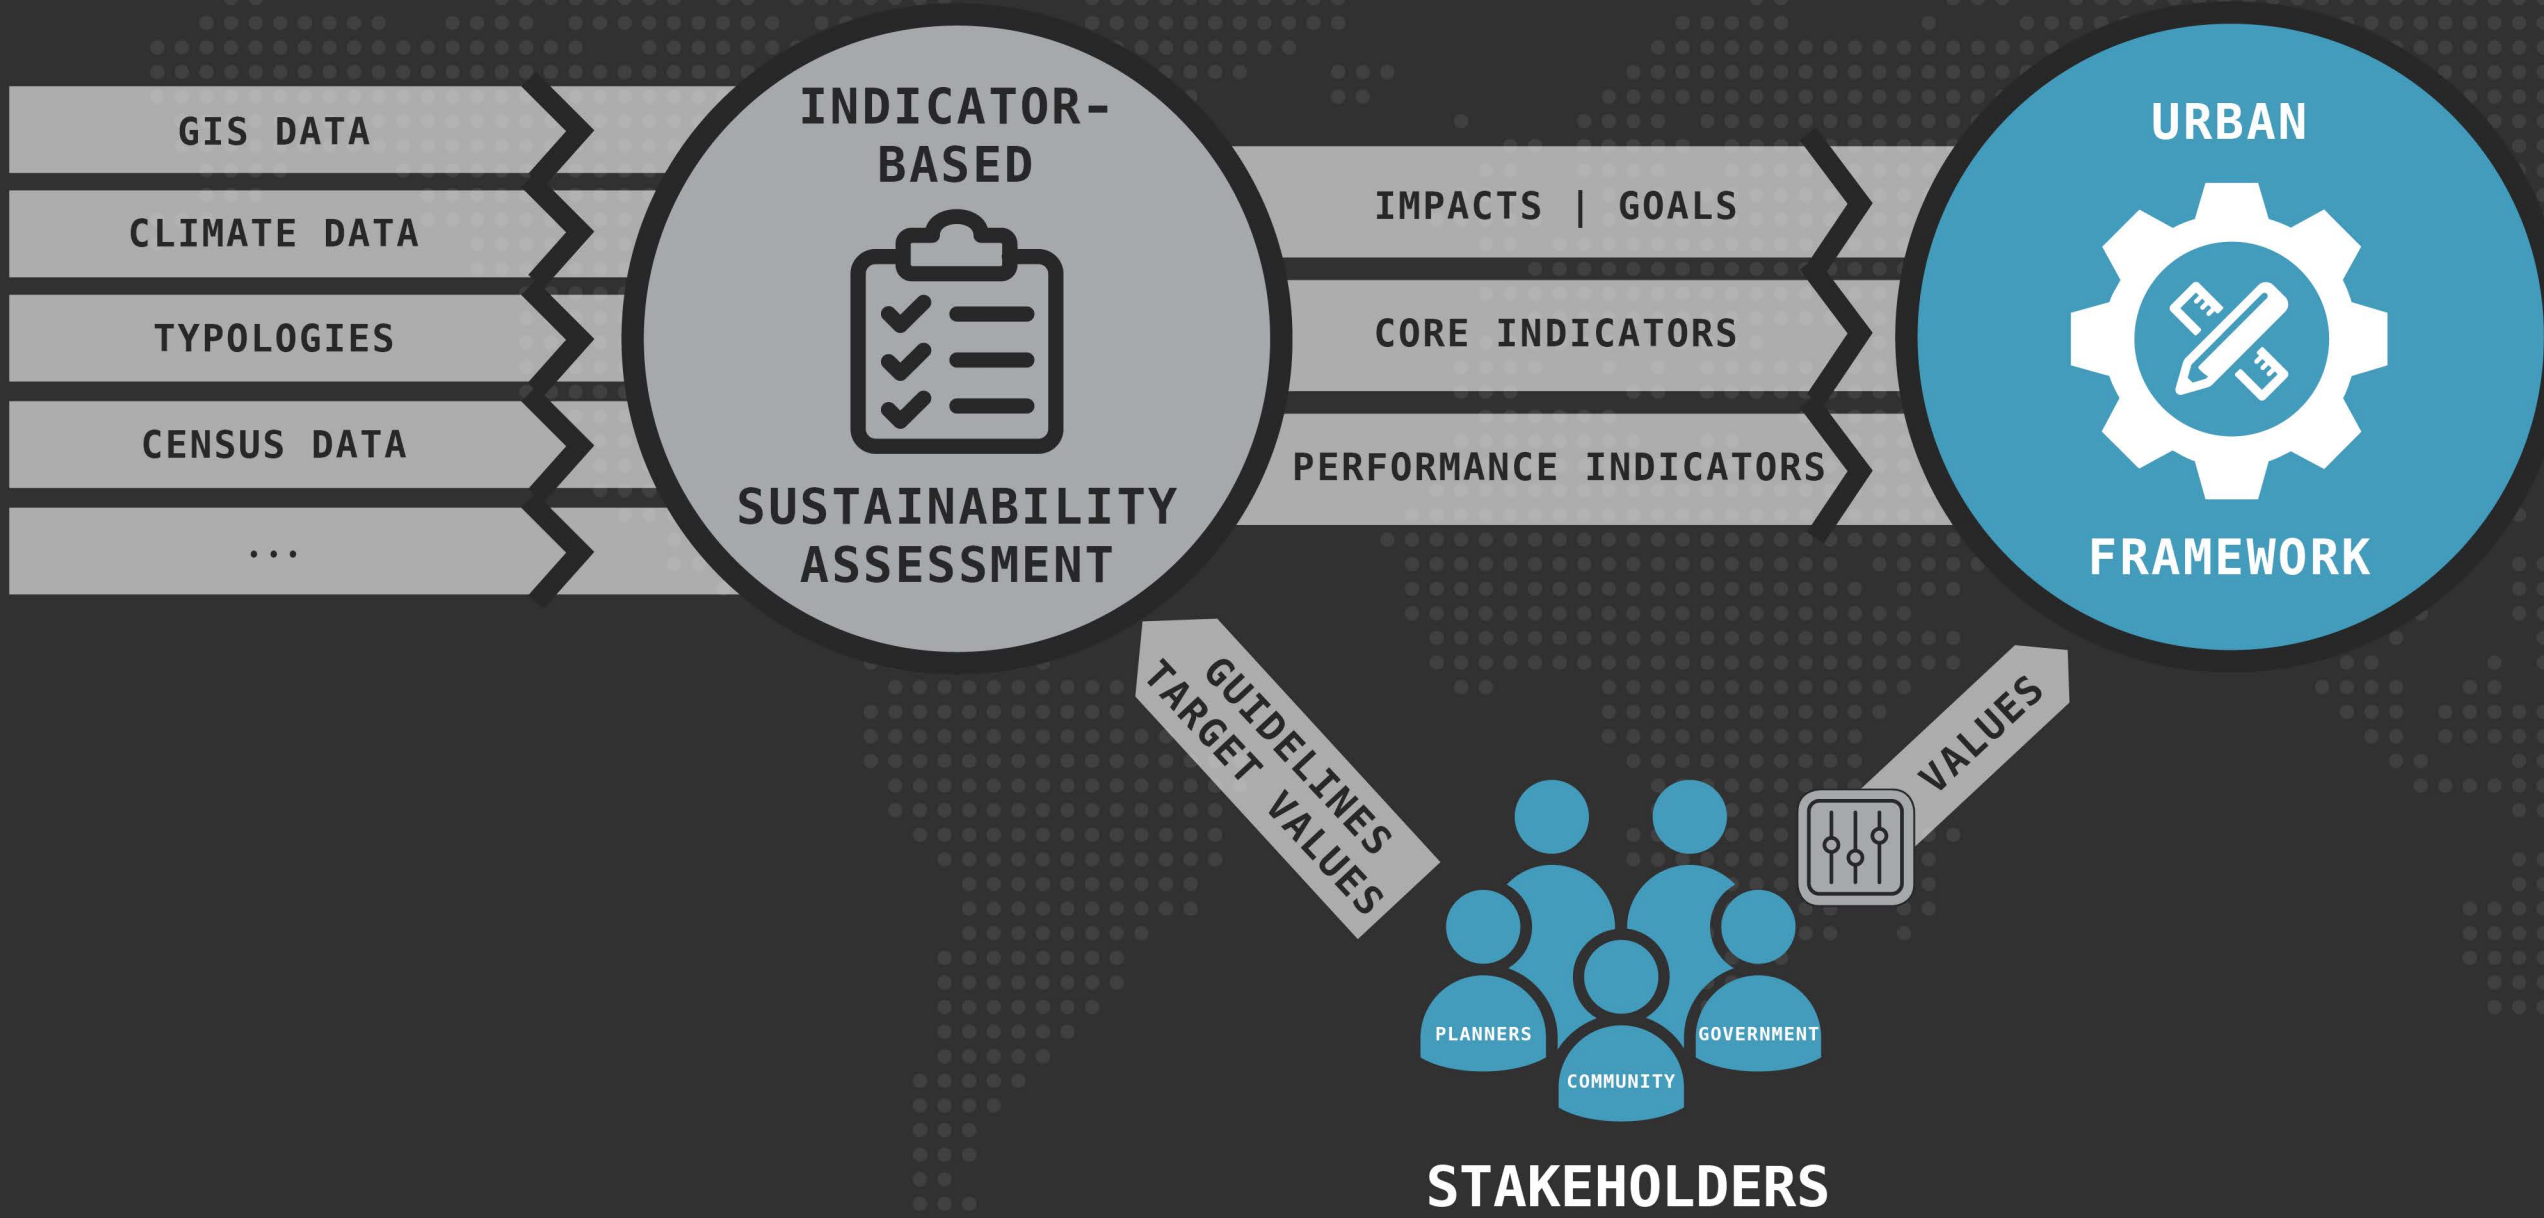 GIS DATA
CLIMATE DATA
TYPOLOGIES
CENSUS DATA
...
INDICATOR-
BASED
SUSTAINABILITY
ASSESSMENT
IMPACTS | GOALS
CORE INDICATORS
PERFORMANCE INDICATORS
URBAN
FRAMEWORK
GUIDELINES
TARGET VALUES
VALUES
PLANNERS
COMMUNITY
GOVERNMENT
STAKEHOLDERS